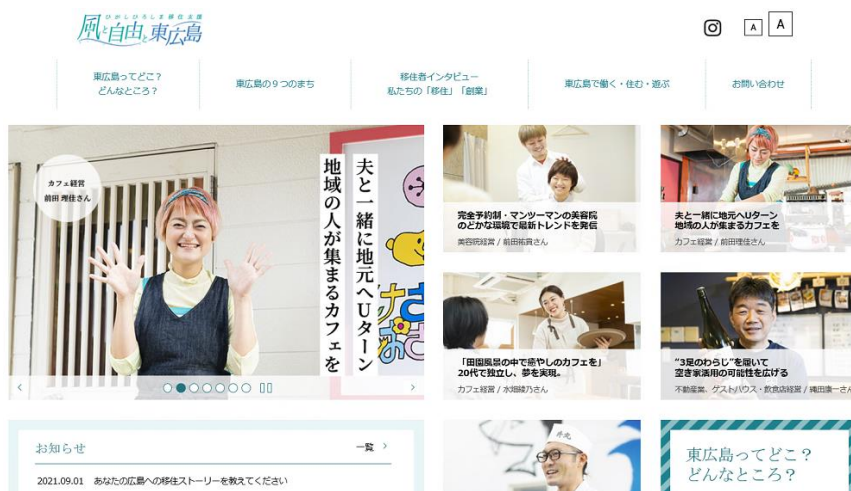 ひがしひろしま移住支援
風と自由と東広島
A
A
東広島ってどこ？
どんなところ？
東広島の9つのまち
移住者インタビュー
私たちの「移住」「創業」
東広島で働く・住む・遊ぶ
お問い合わせ
カフェ経営
前田 理佳さん
夫と一緒に地元へUターン
地域の人が集まるカフェを
完全予約制・マンツーマンの美容院
のどかな環境で最新トレンドを発信
美容院経営 / 前田祐貴さん
夫と一緒に地元へUターン
地域の人が集まるカフェを
カフェ経営 / 前田理佳さん
「田園風景の中で癒やしのカフェを」
20代で独立し、夢を実現。
カフェ経営 / 水畑綾乃さん
“3足のわらじ”を履いて
空き家活用の可能性を広げる
不動産業、ゲストハウス・飲食店経営 / 縄田康一さん
お知らせ
一覧
2021.09.01 あなたの広島への移住ストーリーを教えてください
東広島ってどこ？
どんなところ？